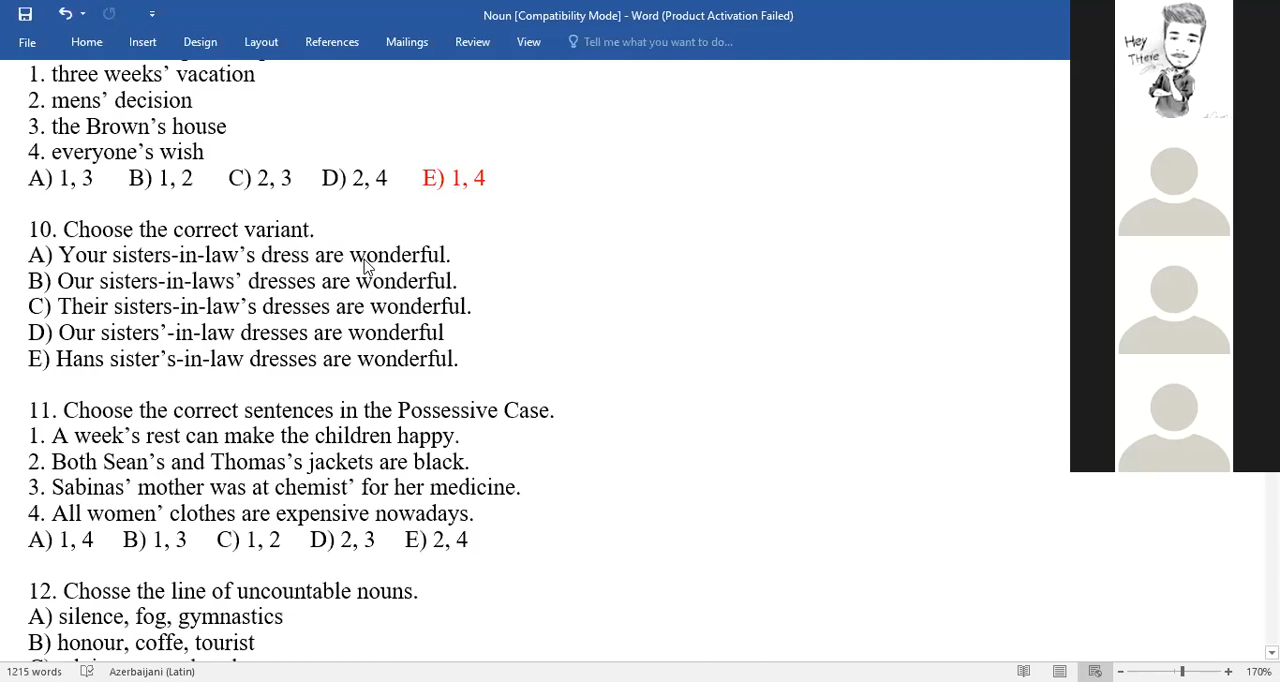 Noun [Compatibility Mode] - Word (Product Activation Failed)
File Home Insert Design Layout References Mailings Review View Tell me what you want to do...
1. three weeks’ vacation
2. mens’ decision
3. the Brown’s house
4. everyone’s wish
A) 1, 3 B) 1, 2 C) 2, 3 D) 2, 4 E) 1, 4
10. Choose the correct variant.
A) Your sisters-in-law’s dress are wonderful.
B) Our sisters-in-laws’ dresses are wonderful.
C) Their sisters-in-law’s dresses are wonderful.
D) Our sisters’-in-law dresses are wonderful
E) Hans sister’s-in-law dresses are wonderful.
11. Choose the correct sentences in the Possessive Case.
1. A week’s rest can make the children happy.
2. Both Sean’s and Thomas’s jackets are black.
3. Sabinas’ mother was at chemist’ for her medicine.
4. All women’ clothes are expensive nowadays.
A) 1, 4 B) 1, 3 C) 1, 2 D) 2, 3 E) 2, 4
12. Chosse the line of uncountable nouns.
A) silence, fog, gymnastics
B) honour, coffe, tourist
1215 words Azerbaijani (Latin) 170%
Hey
THere